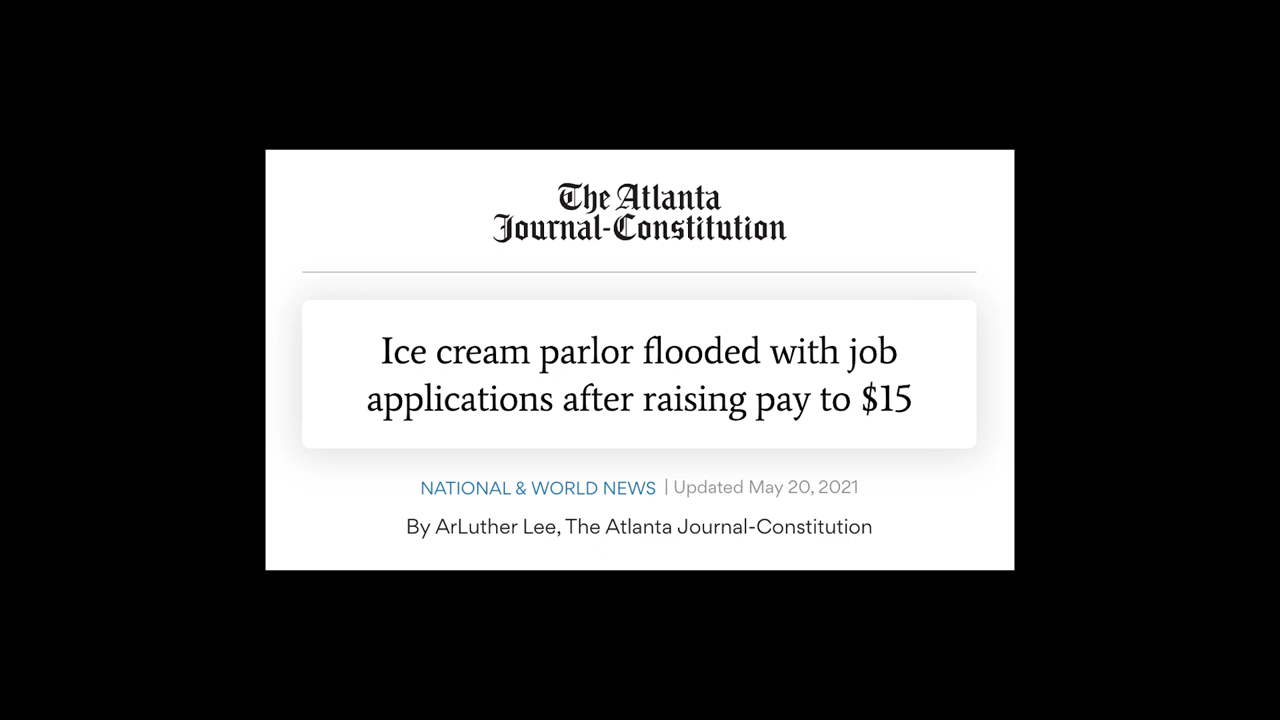 The Atlanta
Journal-Constitution
Ice cream parlor flooded with job
applications after raising pay to $15
NATIONAL & WORLD NEWS | Updated May 20, 2021
By ArLuther Lee, The Atlanta Journal-Constitution